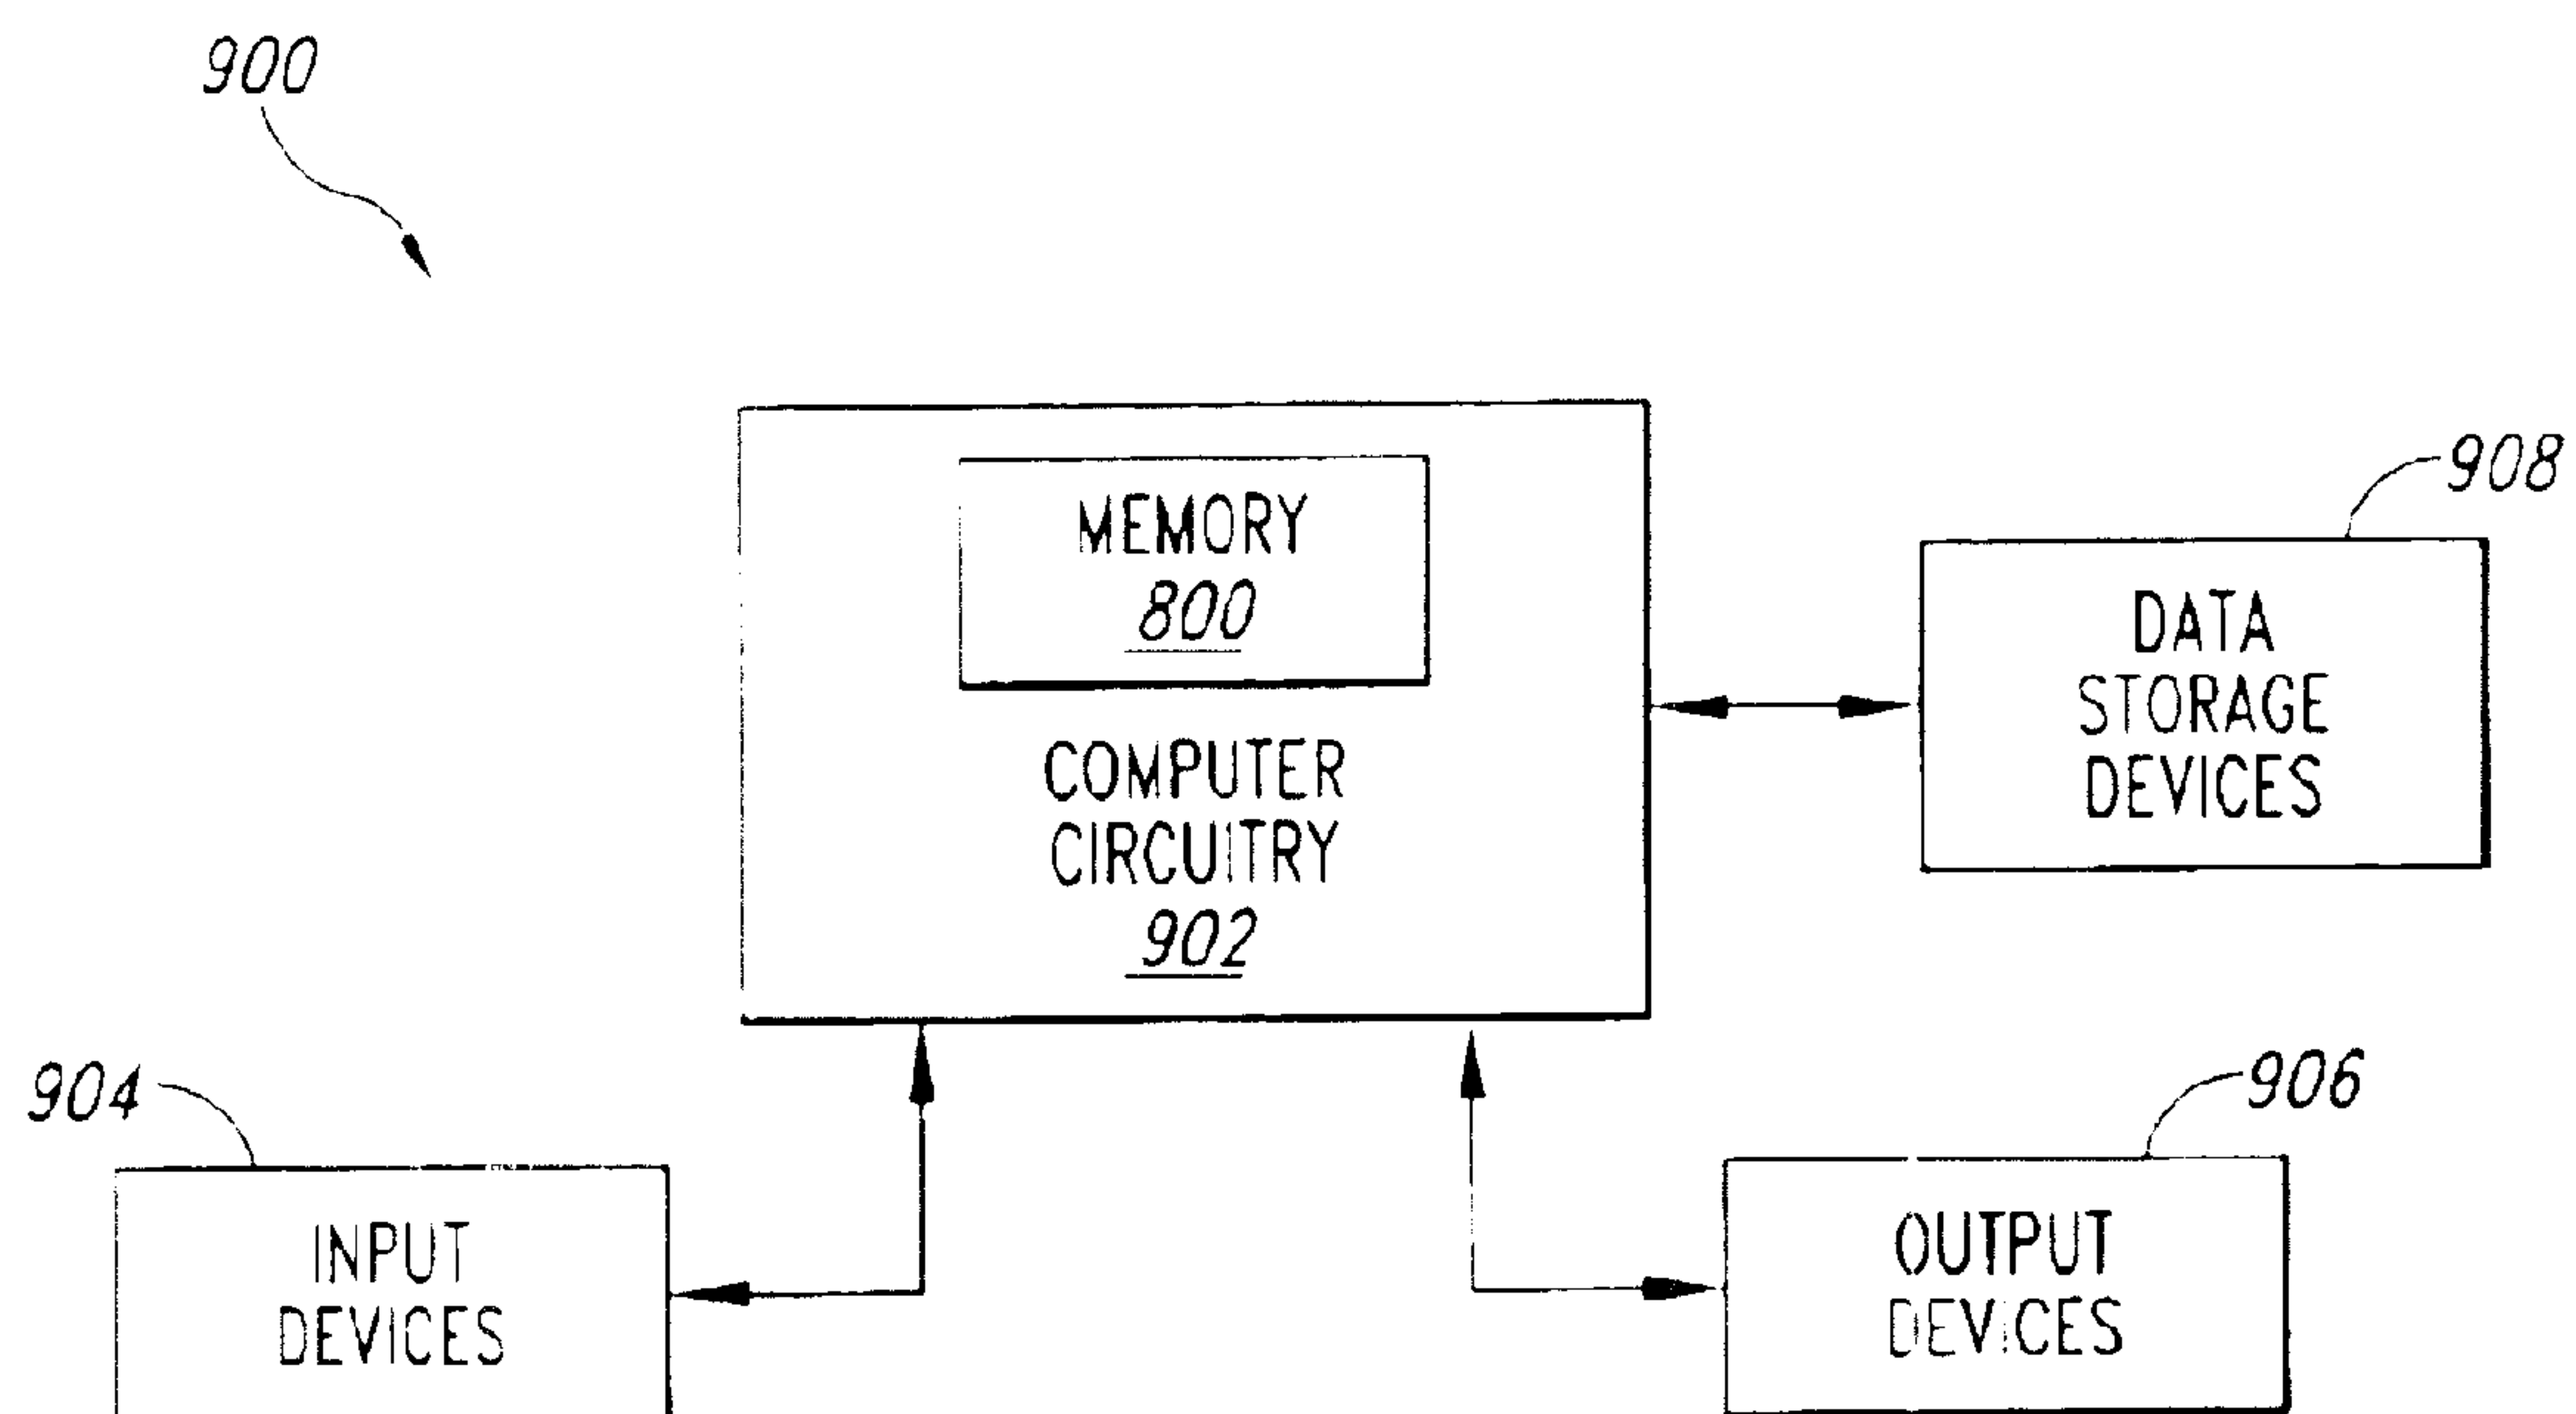 900
MEMORY
800
COMPUTER
CIRCUITRY
902
908
DATA
STORAGE
DEVICES
904
INPUT
DEVICES
906
OUTPUT
DEVICES